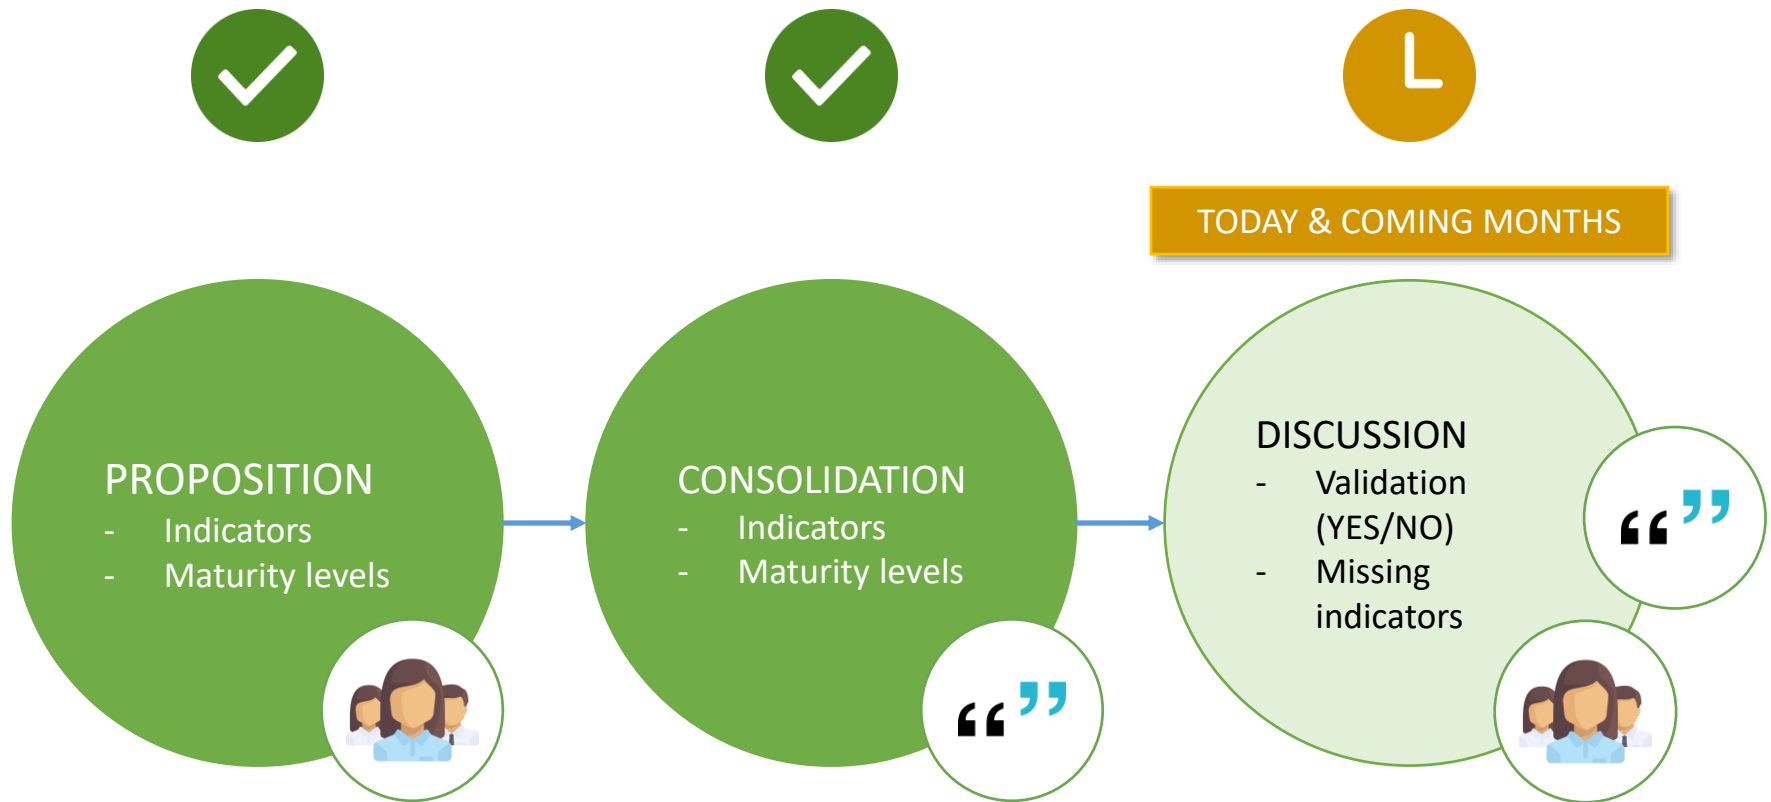 TODAY & COMING MONTHS
PROPOSITION
- Indicators
- Maturity levels
CONSOLIDATION
- Indicators
- Maturity levels
DISCUSSION
- Validation
(YES/NO)
- Missing
indicators
“ ”
“ ”